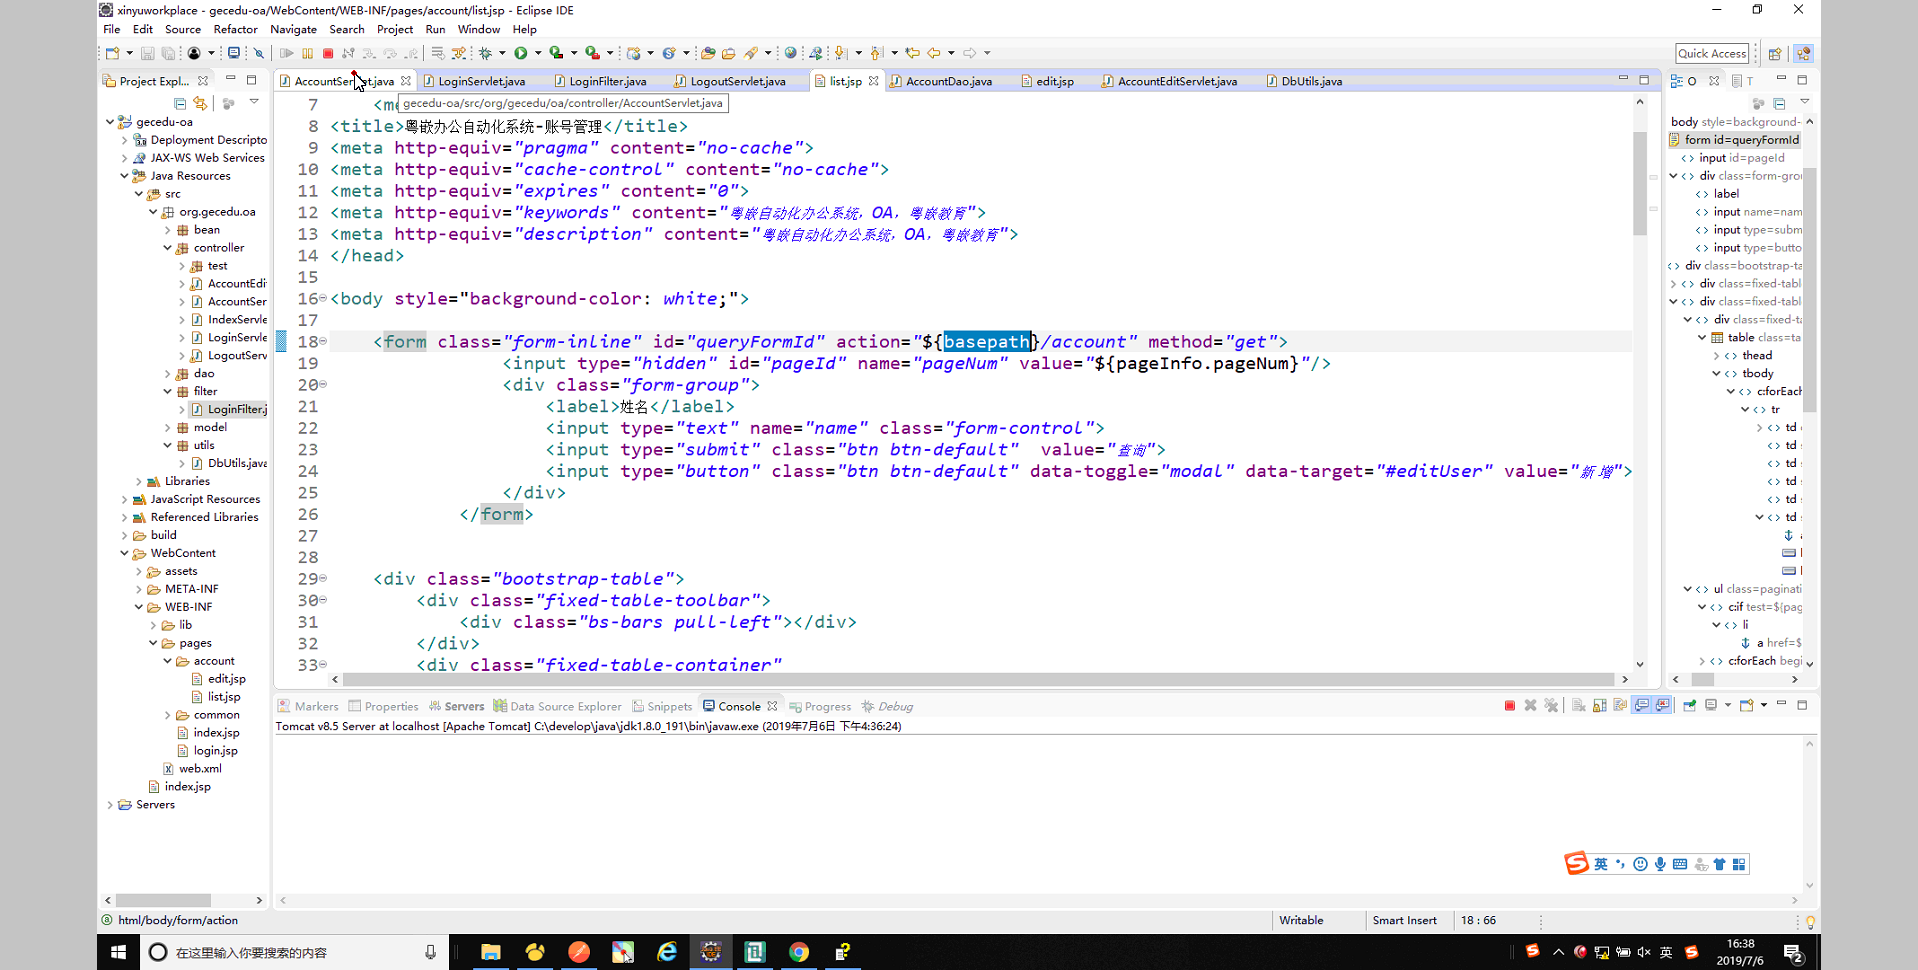 xinyuworkplace - gecedu-oa/WebContent/WEB-INF/pages/account/list.jsp - Eclipse IDE
File Edit Source Refactor Navigate Search Project Run Window Help
Quick Access
Project Expl...
AccountServlet.java
LoginServlet.java
LoginFilter.java
LogoutServlet.java
list.jsp
AccountDao.java
edit.jsp
AccountEditServlet.java
DbUtils.java
gecedu-oa/src/org/gecedu/oa/controller/AccountServlet.java
gecedu-oa
Deployment Descripto
JAX-WS Web Services
Java Resources
src
org.gecedu.oa
bean
controller
test
AccountEdi
AccountSer
IndexServle
LoginServle
LogoutServ
dao
filter
LoginFilter.j
model
utils
DbUtils.java
Libraries
JavaScript Resources
Referenced Libraries
build
WebContent
assets
META-INF
WEB-INF
lib
pages
account
edit.jsp
list.jsp
common
index.jsp
login.jsp
web.xml
index.jsp
Servers
7 <me
8 <title>粤嵌办公自动化系统-账号管理</title>
9 <meta http-equiv="pragma" content="no-cache">
10 <meta http-equiv="cache-control" content="no-cache">
11 <meta http-equiv="expires" content="0">
12 <meta http-equiv="keywords" content="粤嵌自动化办公系统，OA，粤嵌教育">
13 <meta http-equiv="description" content="粤嵌自动化办公系统，OA，粤嵌教育">
14 </head>
15
16 <body style="background-color: white;">
17
18 <form class="form-inline" id="queryFormId" action="${basepath}/account" method="get">
19 <input type="hidden" id="pageId" name="pageNum" value="${pageInfo.pageNum}"/>
20 <div class="form-group">
21 <label>姓名</label>
22 <input type="text" name="name" class="form-control">
23 <input type="submit" class="btn btn-default"  value="查询">
24 <input type="button" class="btn btn-default" data-toggle="modal" data-target="#editUser" value="新增">
25 </div>
26 </form>
27
28
29 <div class="bootstrap-table">
30 <div class="fixed-table-toolbar">
31 <div class="bs-bars pull-left"></div>
32 </div>
33 <div class="fixed-table-container"
O
T
body style=background-
form id=queryFormId
input id=pageId
div class=form-grou
label
input name=nam
input type=subm
input type=butto
div class=bootstrap-ta
div class=fixed-tabl
div class=fixed-tabl
div class=fixed-ta
table class=ta
thead
tbody
c:forEach
tr
td
td
td
td
td
td
a
ul class=paginati
c:if test=${pag
li
a href=$
c:forEach begi
Markers Properties Servers Data Source Explorer Snippets Console Progress Debug
Tomcat v8.5 Server at localhost [Apache Tomcat] C:\develop\java\jdk1.8.0_191\bin\javaw.exe (2019年7月6日 下午4:36:24)
英
html/body/form/action
Writable
Smart Insert
18 : 66
在这里输入你要搜索的内容
英
16:38
2019/7/6
2